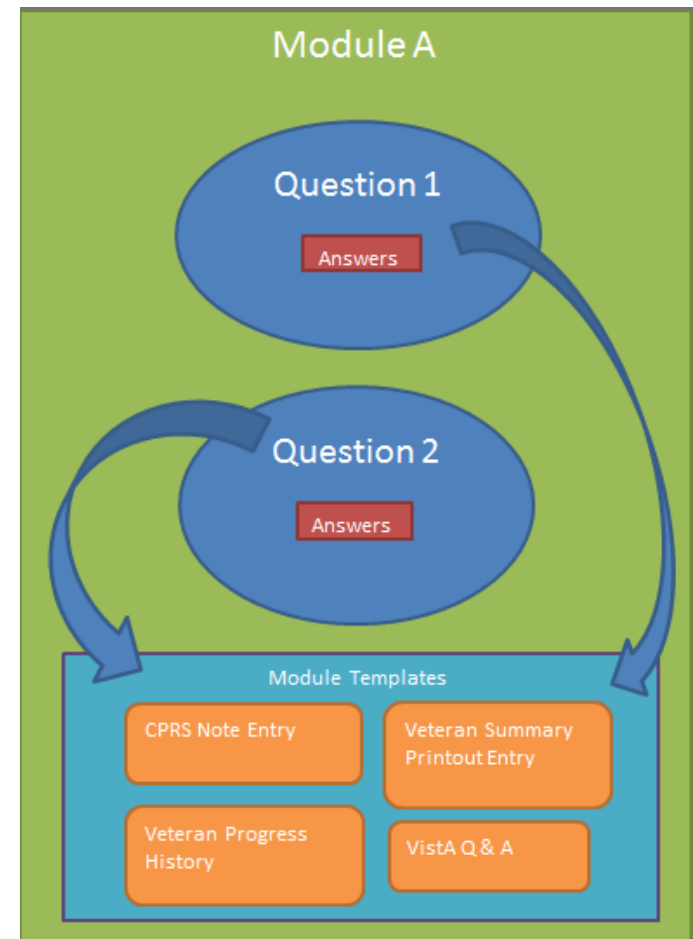 Module A
Question 1
Answers
Question 2
Answers
Module Templates
CPRS Note Entry
Veteran Summary
Printout Entry
Veteran Progress
History
VistA Q & A